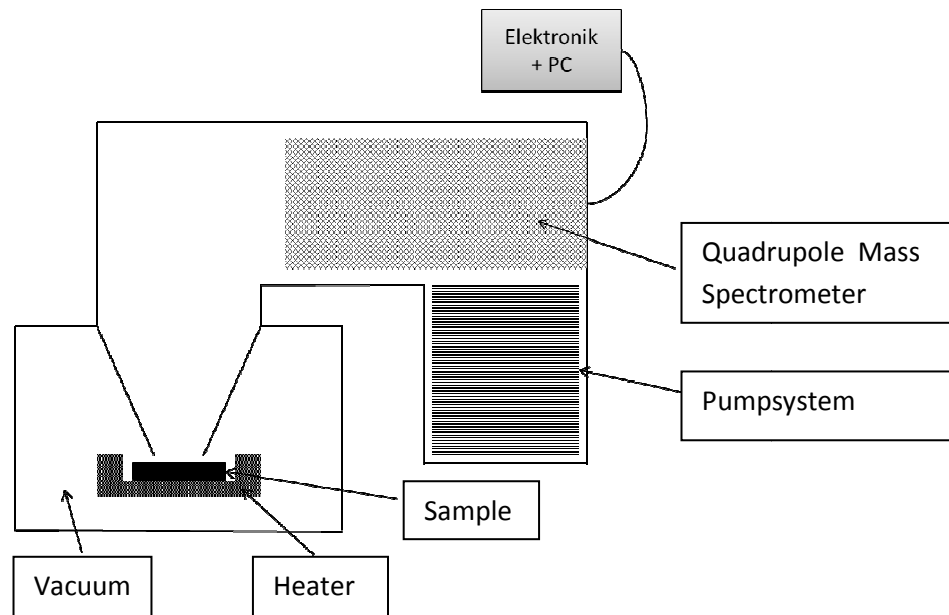 Elektronik
+ PC
Quadrupole Mass
Spectrometer
Pumpsystem
Sample
Vacuum
Heater